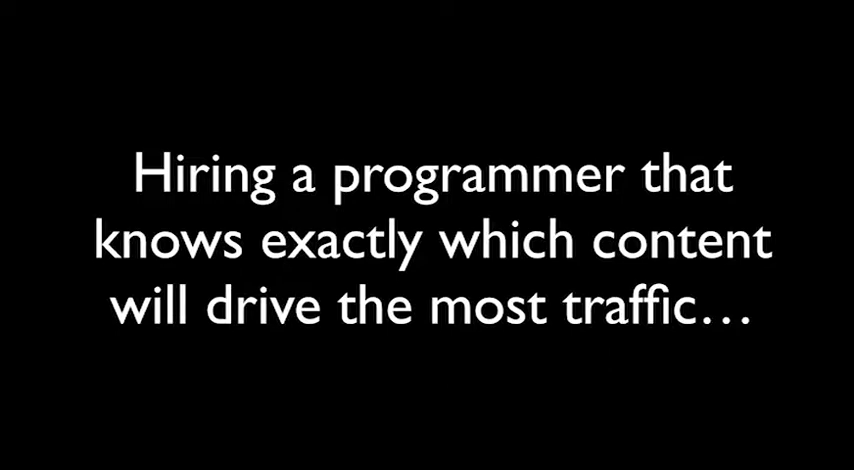 Hiring a programmer that
knows exactly which content
will drive the most traffic…